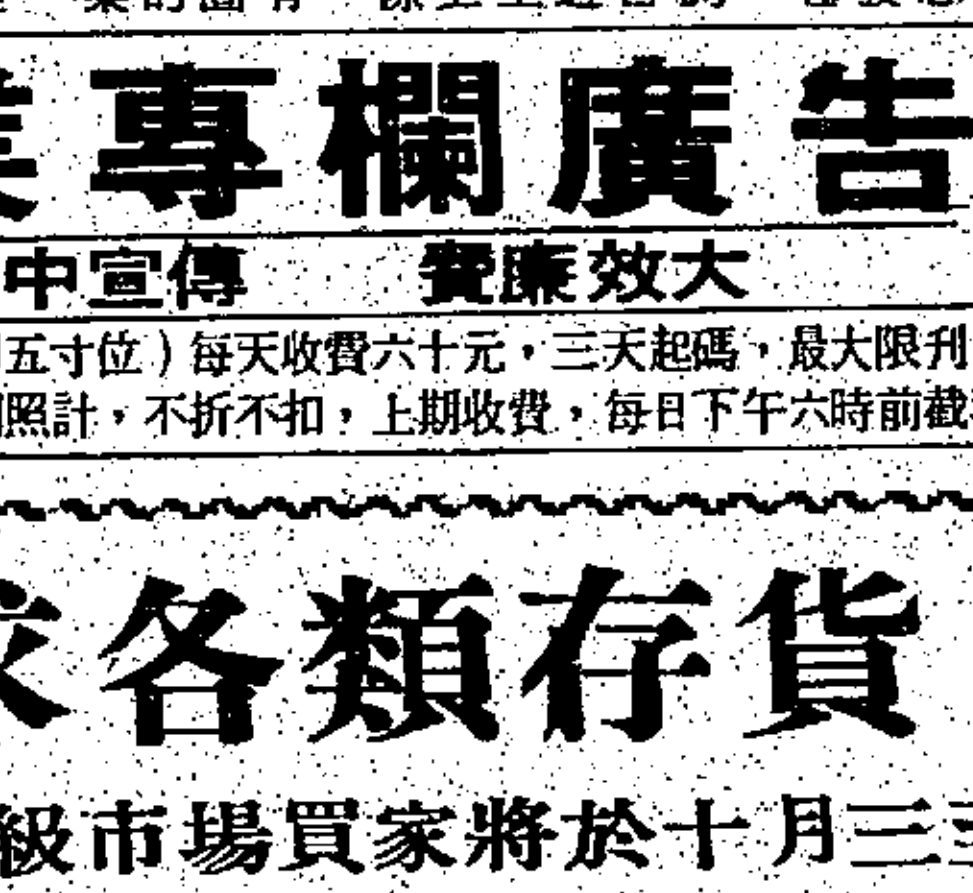 業專欄廣告
中宣傳 費廉效大
五寸位）每天收費六十元，三天起碼，最大限刊
照計，不折不扣，上期收費，每日下午六時前截
求各類存貨
級市場買家將於十月三